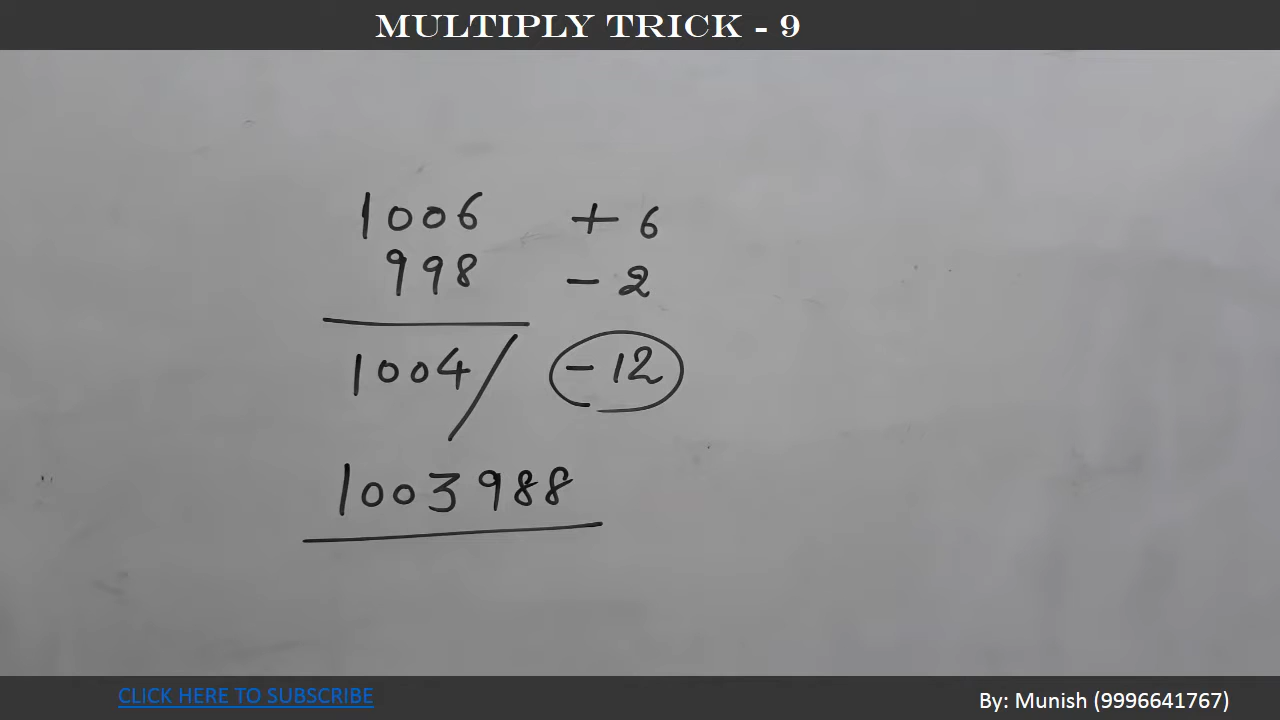 MULTIPLY TRICK - 9
1006 + 6
998 - 2
1004/ -12
1003988
CLICK HERE TO SUBSCRIBE
By: Munish (9996641767)